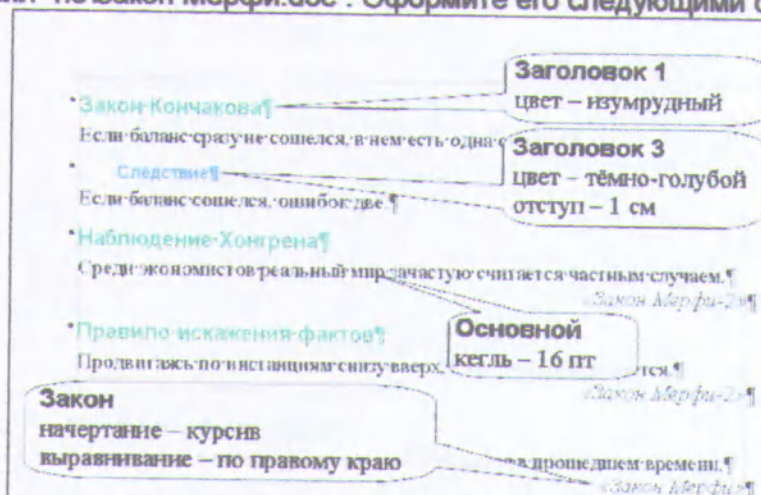 Закон Мерфи.doc". Оформите его следующими
Заголовок 1
цвет – изумрудный
Закон·Кончакова¶
Если·баланс·сразу·не·сошелся,·в·нем·есть·одна
Заголовок 3
цвет – тёмно-голубой
отступ – 1 см
Следствие¶
Если·баланс·сошелся,·ошибок·две.¶
Наблюдение·Хонгрена¶
Среди·экономистов·реальный·мир·зачастую·считается·частным·случаем.¶
«Закон Мерфи-2»¶
Основной
кегль – 16 пт
Правило·искажения·фактов¶
Продвигаясь·по·инстанциям·снизу·вверх,
тся.¶
«Закон Мерфи-2»¶
Закон
начертание – курсив
выравнивание – по правому краю
в·прошедшем·времени.¶
«Закон Мерфи»¶